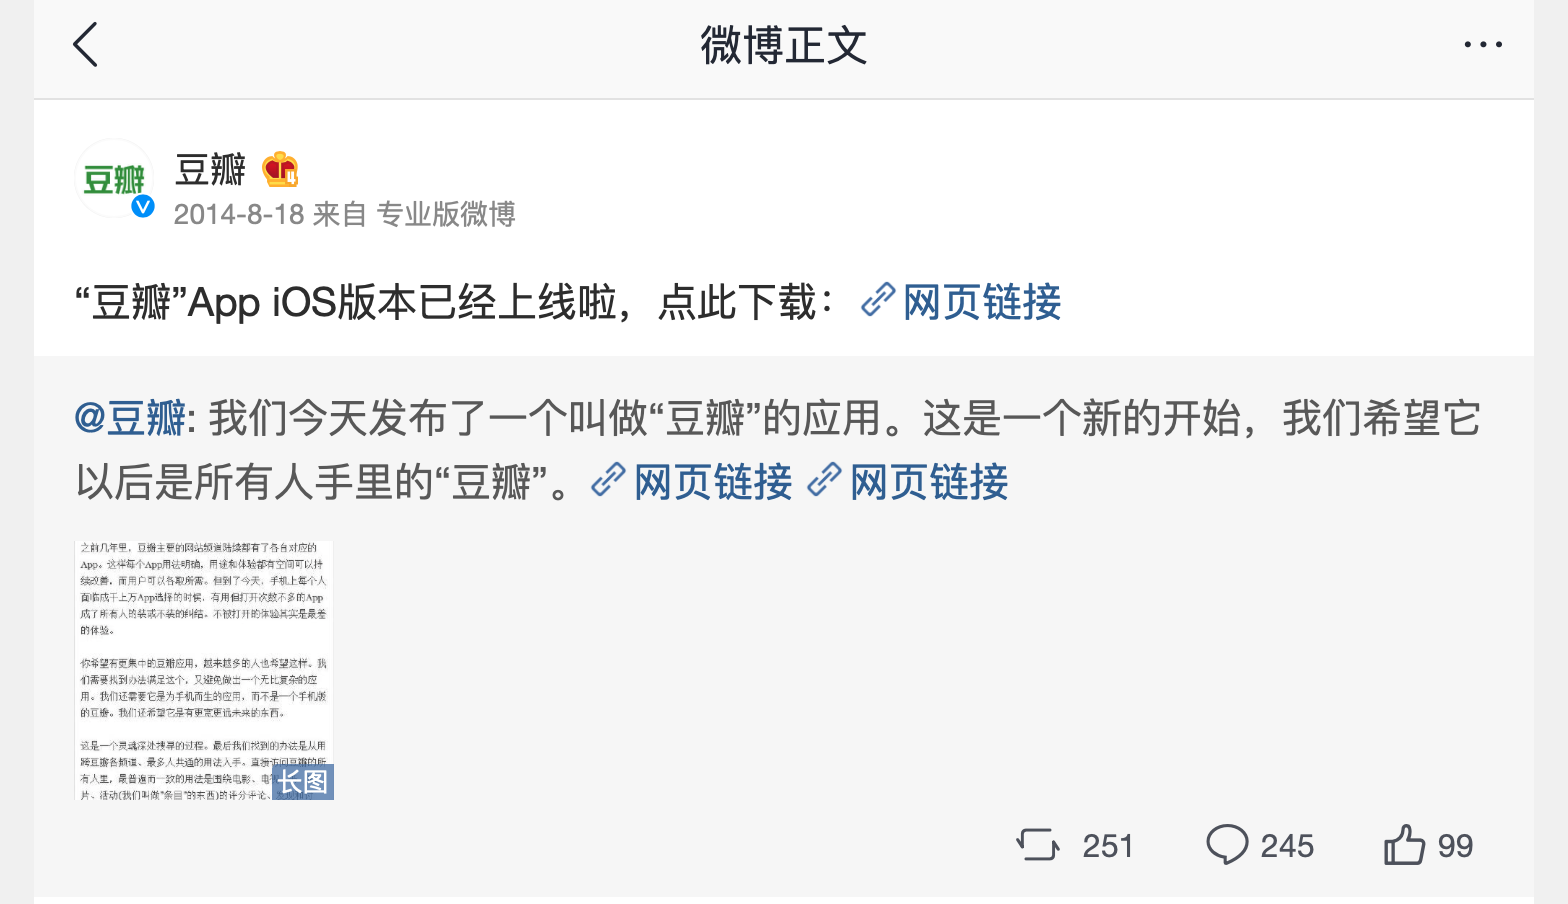 微博正文
豆瓣
豆瓣
2014-8-18 来自 专业版微博
“豆瓣”App iOS版本已经上线啦，点此下载： 网页链接
@豆瓣: 我们今天发布了一个叫做“豆瓣”的应用。这是一个新的开始，我们希望它
以后是所有人手里的“豆瓣”。 网页链接 网页链接
之前几年里，豆瓣主要的网站频道陆续都有了各自对应的
App。这样每个App用法明确，用途和体验都有空间可以持
续改善，而用户可以各取所需。但到了今天，手机上每个人
面临成千上万App选择的时候，有用但打开次数不多的App
成了所有人的装或不装的纠结。不被打开的体验其实是最差
的体验。
你希望有更集中的豆瓣应用，越来越多的人也希望这样。我
们需要找到办法满足这个，又避免做出一个无比复杂的应
用。我们还需要它是为手机而生的应用，而不是一个手机版
的豆瓣。我们还希望它是有更宽更远未来的东西。
这是一个灵魂深处搜寻的过程。最后我们找到的办法是从用
跨豆瓣各频道、最多人共通的用法入手。直接访问豆瓣的所
有人里，最普遍而一致的用法是围绕电影、电
片、活动(我们叫做"条目"的东西)的评分评论、
长图
251
245
99